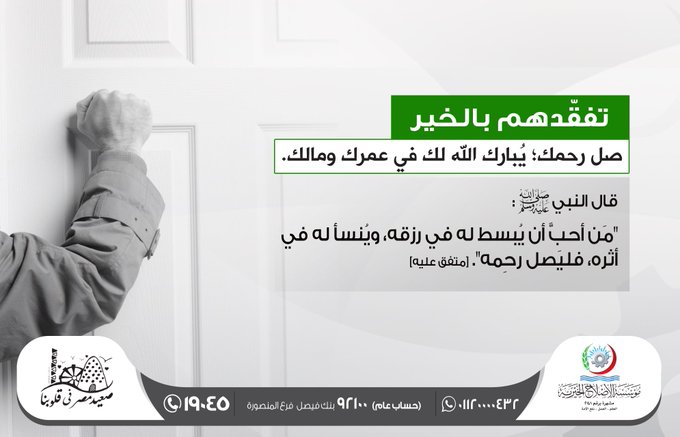 تفقّدهم بالخير
صل رحمك؛ يُبارك الله لك في عمرك ومالك.
قال النبي ﷺ :
"مَن أحبَّ أن يُبسط له في رزقه، ويُنسأ له في
أثره، فليَصل رحِمه". [متفق عليه]
مؤسسة الإصلاح الخيرية
٠١١٢٠٠٠٠٤٣٢
(حساب عام) ٩٢١٠٠ بنك فيصل فرع المنصورة
١٩٠٤٥
صعيد مصر في قلوبنا